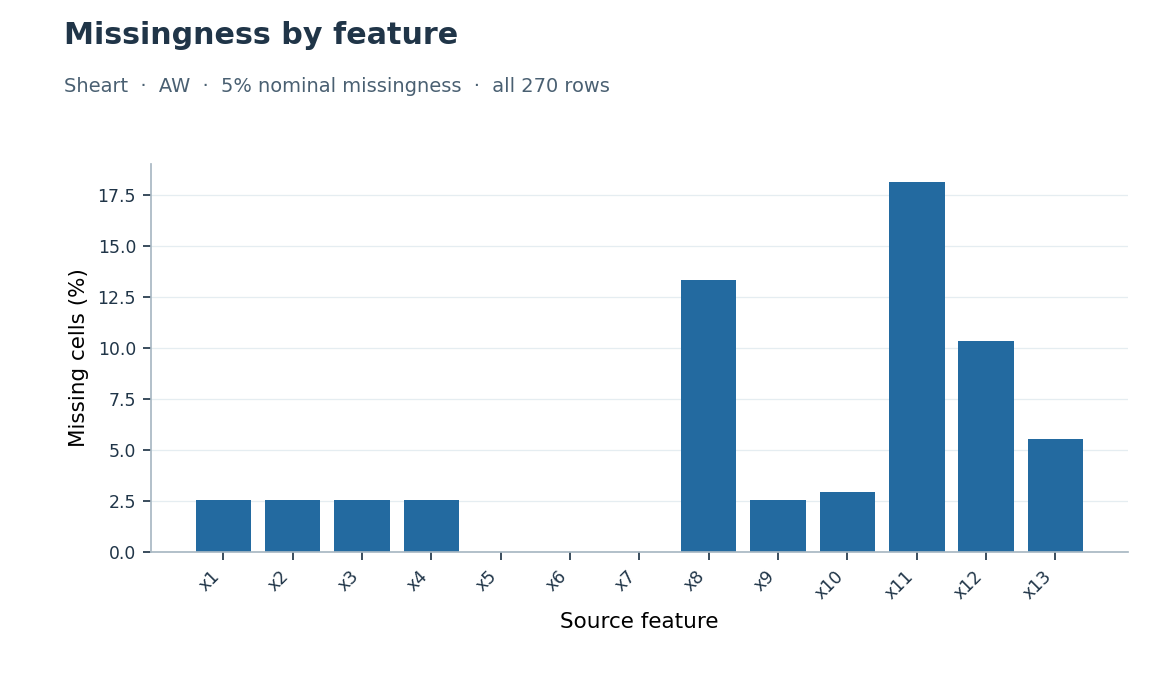 Missingness by feature
Sheart · AW · 5% nominal missingness · all 270 rows
17.5
15.0
12.5
10.0
7.5
5.0
2.5
0.0
Missing cells (%)
x1 x2 x3 x4 x5 x6 x7 x8 x9 x10 x11 x12 x13
Source feature